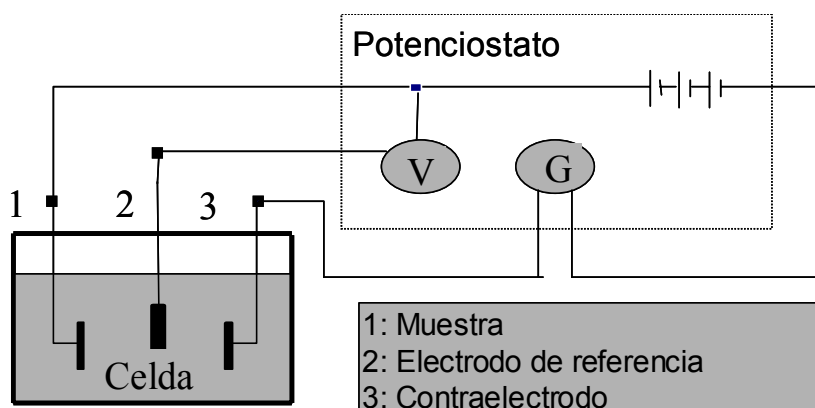 Potenciostato
V
G
1
2
3
Celda
1: Muestra
2: Electrodo de referencia
3: Contraelectrodo